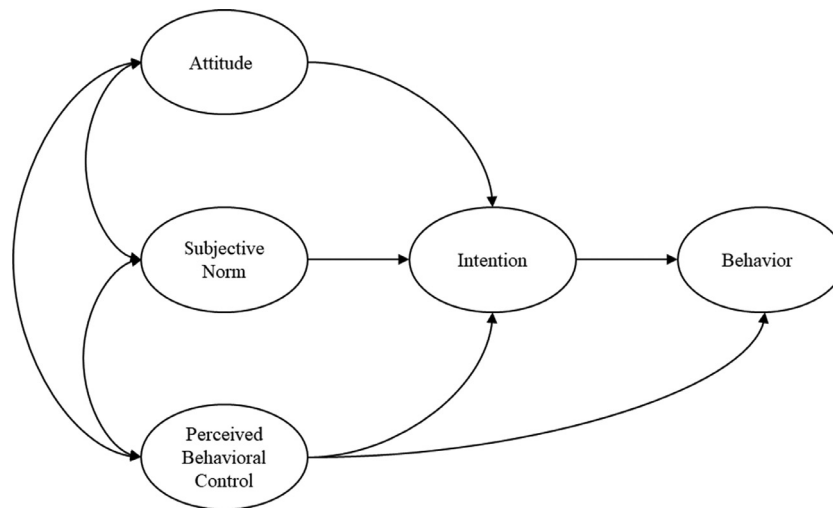 Attitude
Subjective
Norm
Intention
Behavior
Perceived
Behavioral
Control